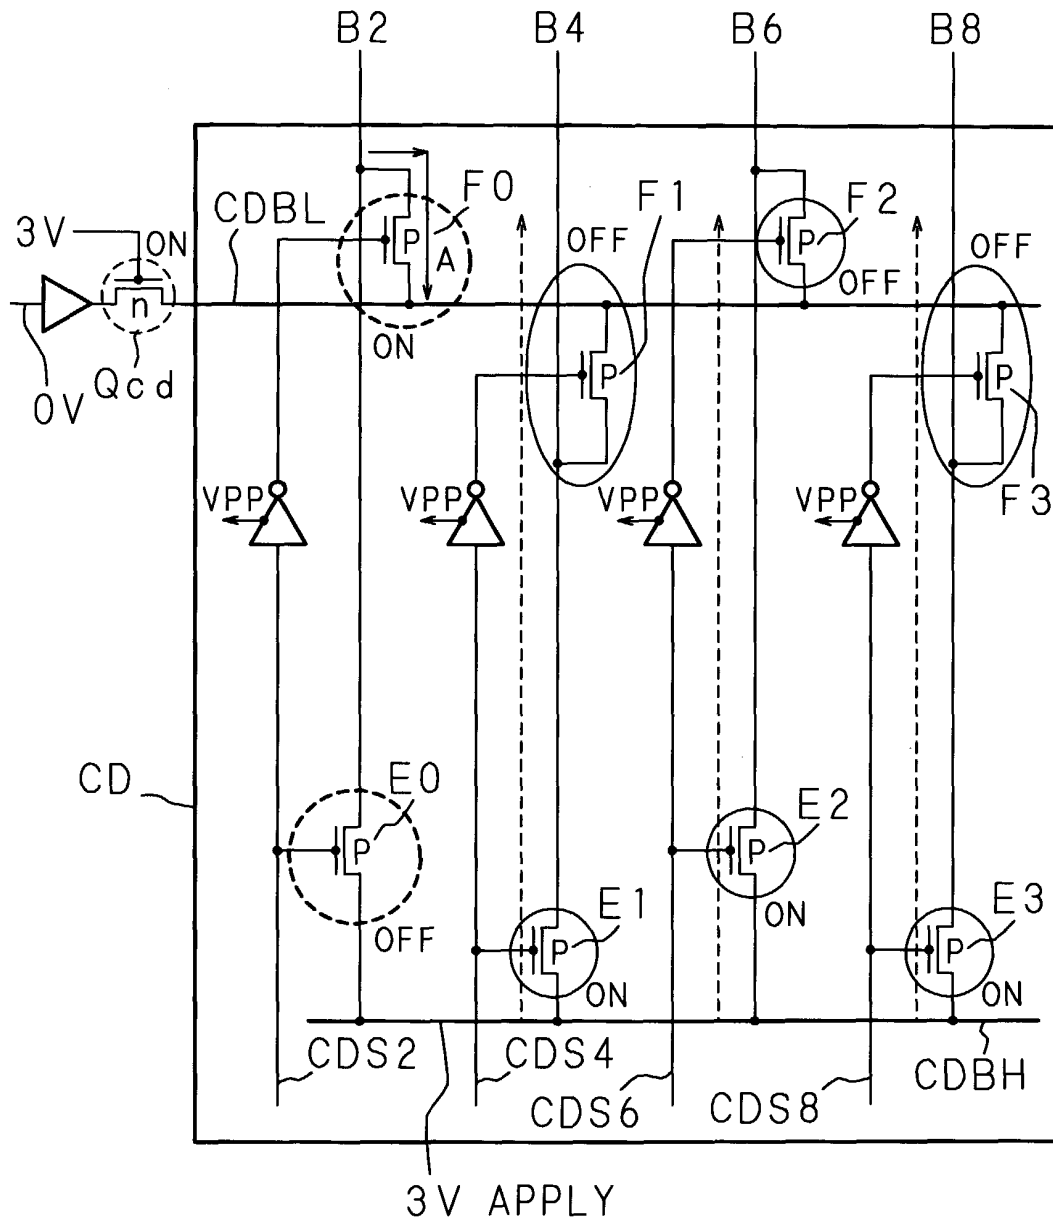 B2 B4 B6 B8
F0 F1 F2
CDBL
OFF OFF
3V ON
P A P
OFF
n
ON
P P
Qcd
0V
F3
VPP VPP VPP VPP
CD
E0 E2
P P
ON
OFF
E1 E3
P P
ON ON
CDS2 CDS4 CDBH
CDS6 CDS8
3V APPLY